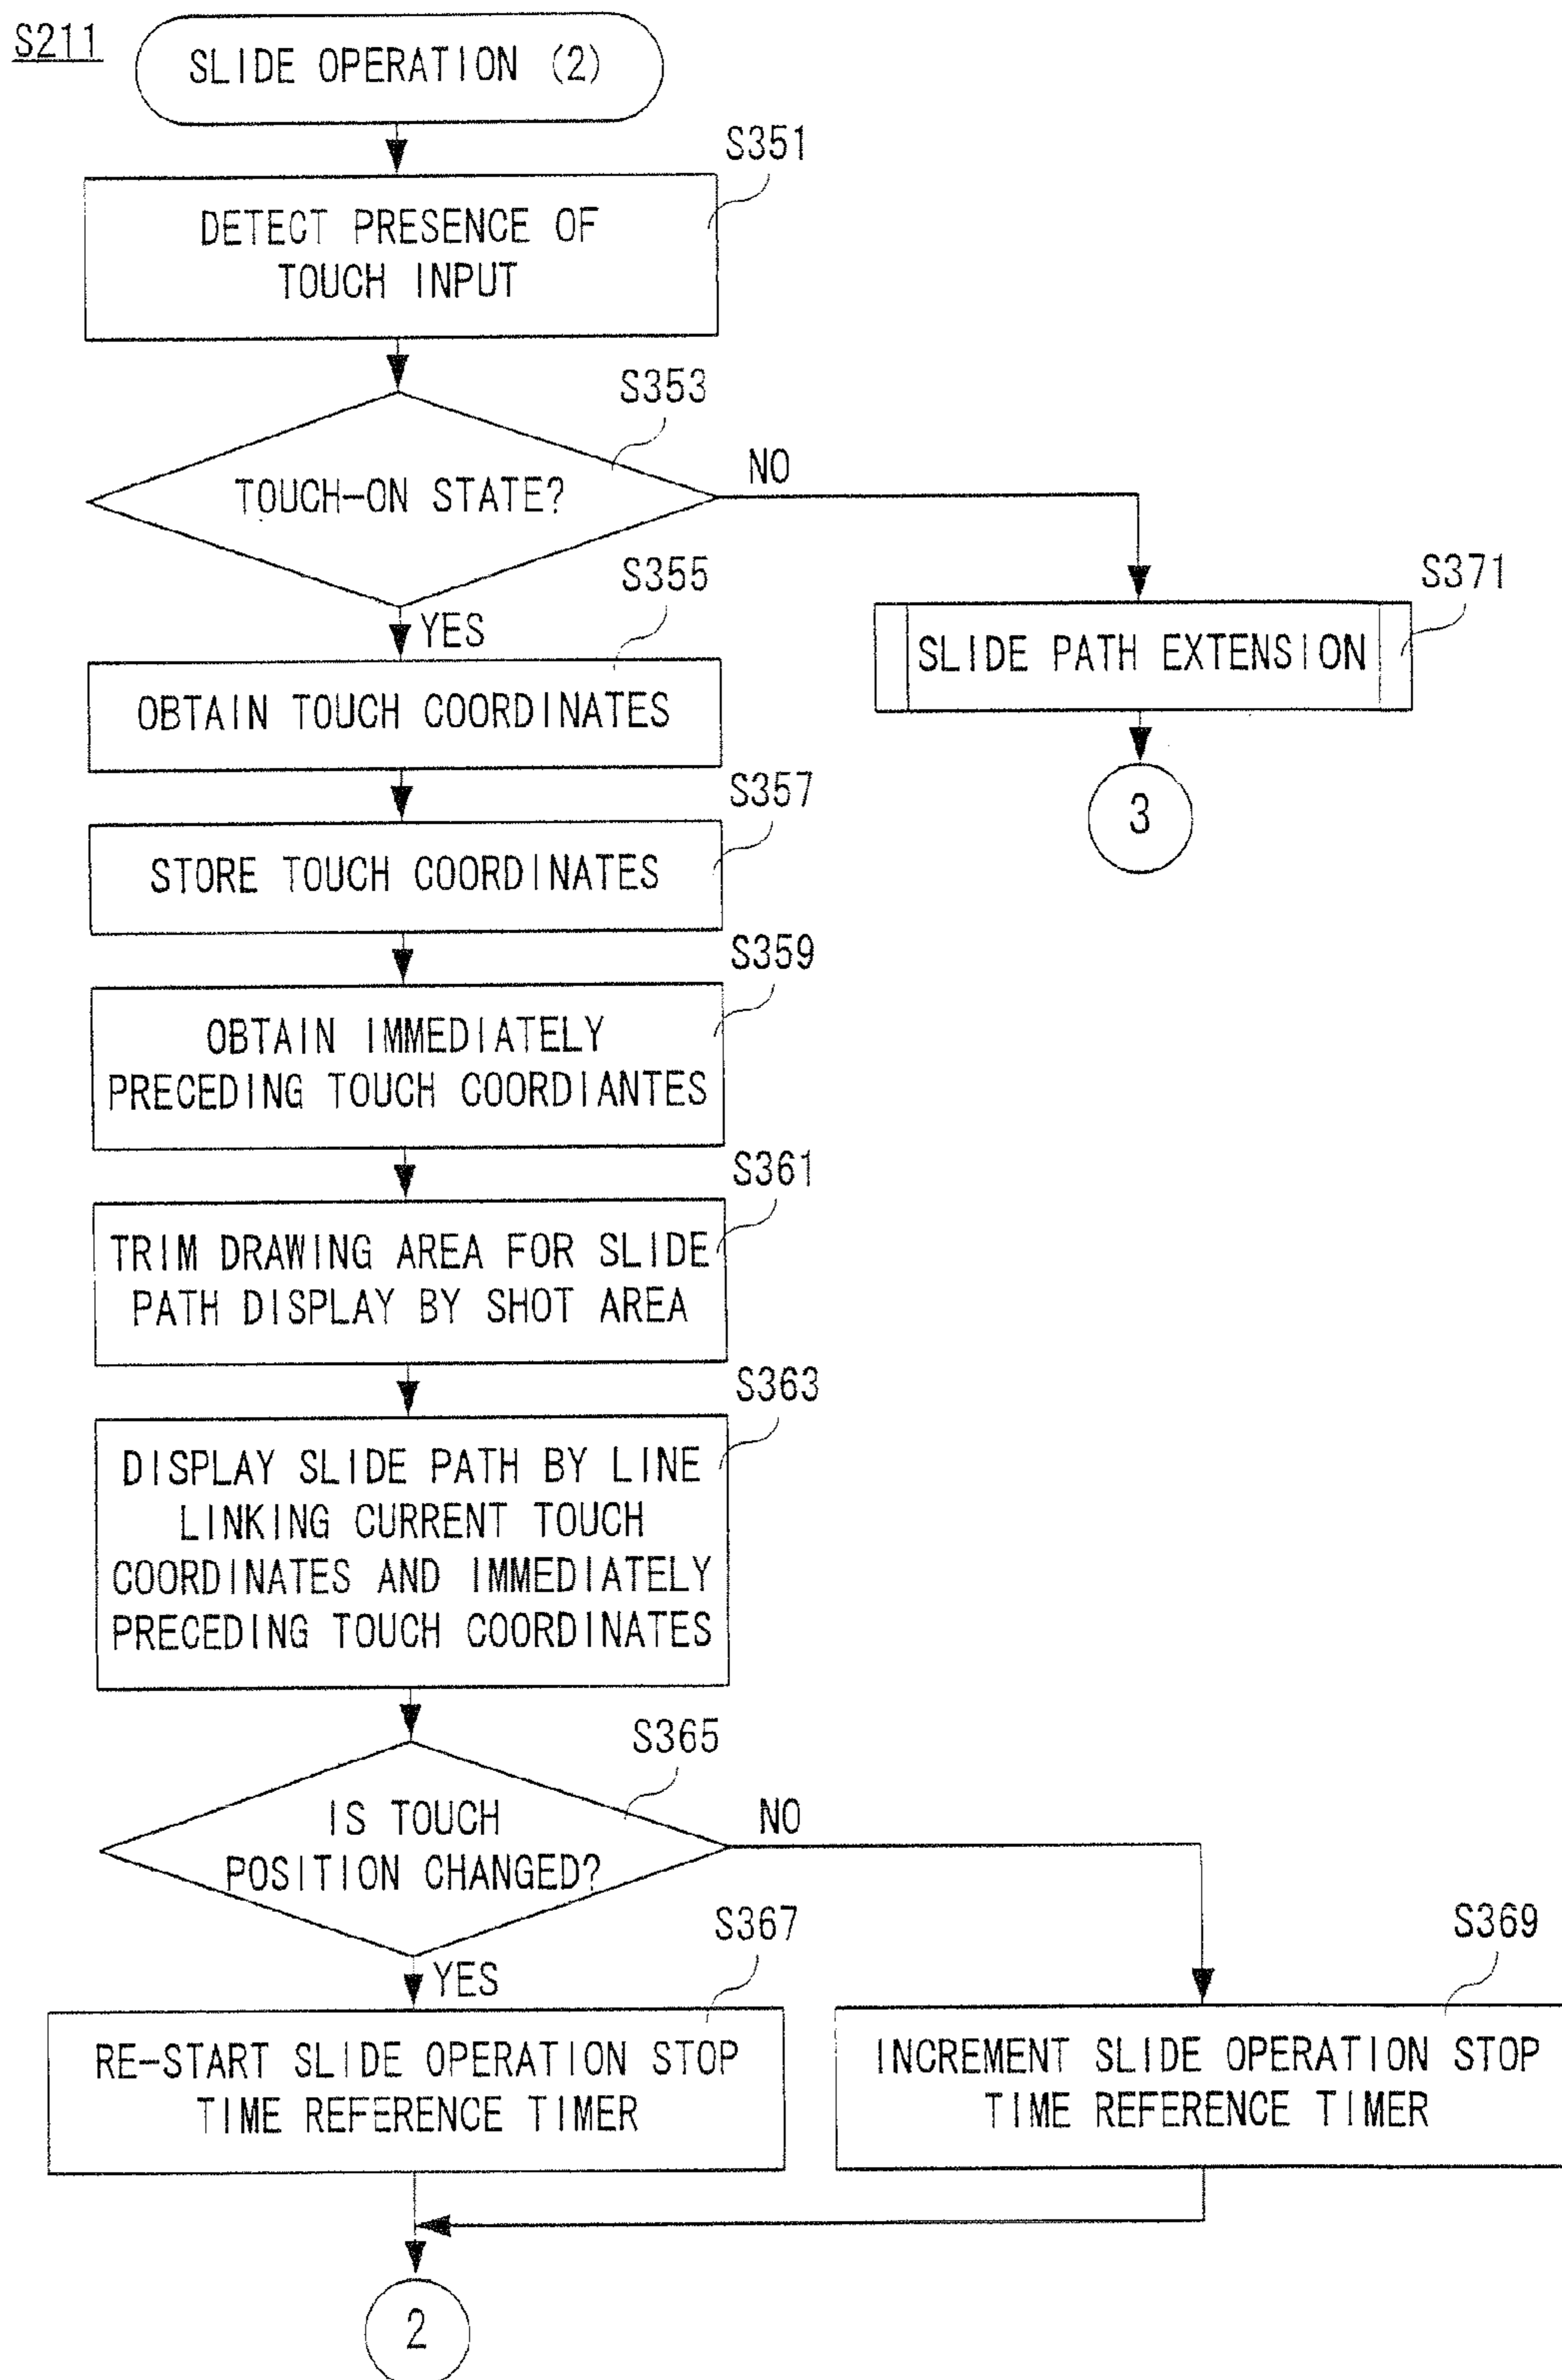 S211
SLIDE OPERATION (2)
S351
DETECT PRESENCE OF
TOUCH INPUT
S353
TOUCH-ON STATE?
NO
YES
S371
SLIDE PATH EXTENSION
3
S355
OBTAIN TOUCH COORDINATES
S357
STORE TOUCH COORDINATES
S359
OBTAIN IMMEDIATELY
PRECEDING TOUCH COORDIANTES
S361
TRIM DRAWING AREA FOR SLIDE
PATH DISPLAY BY SHOT AREA
S363
DISPLAY SLIDE PATH BY LINE
LINKING CURRENT TOUCH
COORDINATES AND IMMEDIATELY
PRECEDING TOUCH COORDINATES
S365
IS TOUCH
POSITION CHANGED?
NO
YES
S367
RE-START SLIDE OPERATION STOP
TIME REFERENCE TIMER
S369
INCREMENT SLIDE OPERATION STOP
TIME REFERENCE TIMER
2